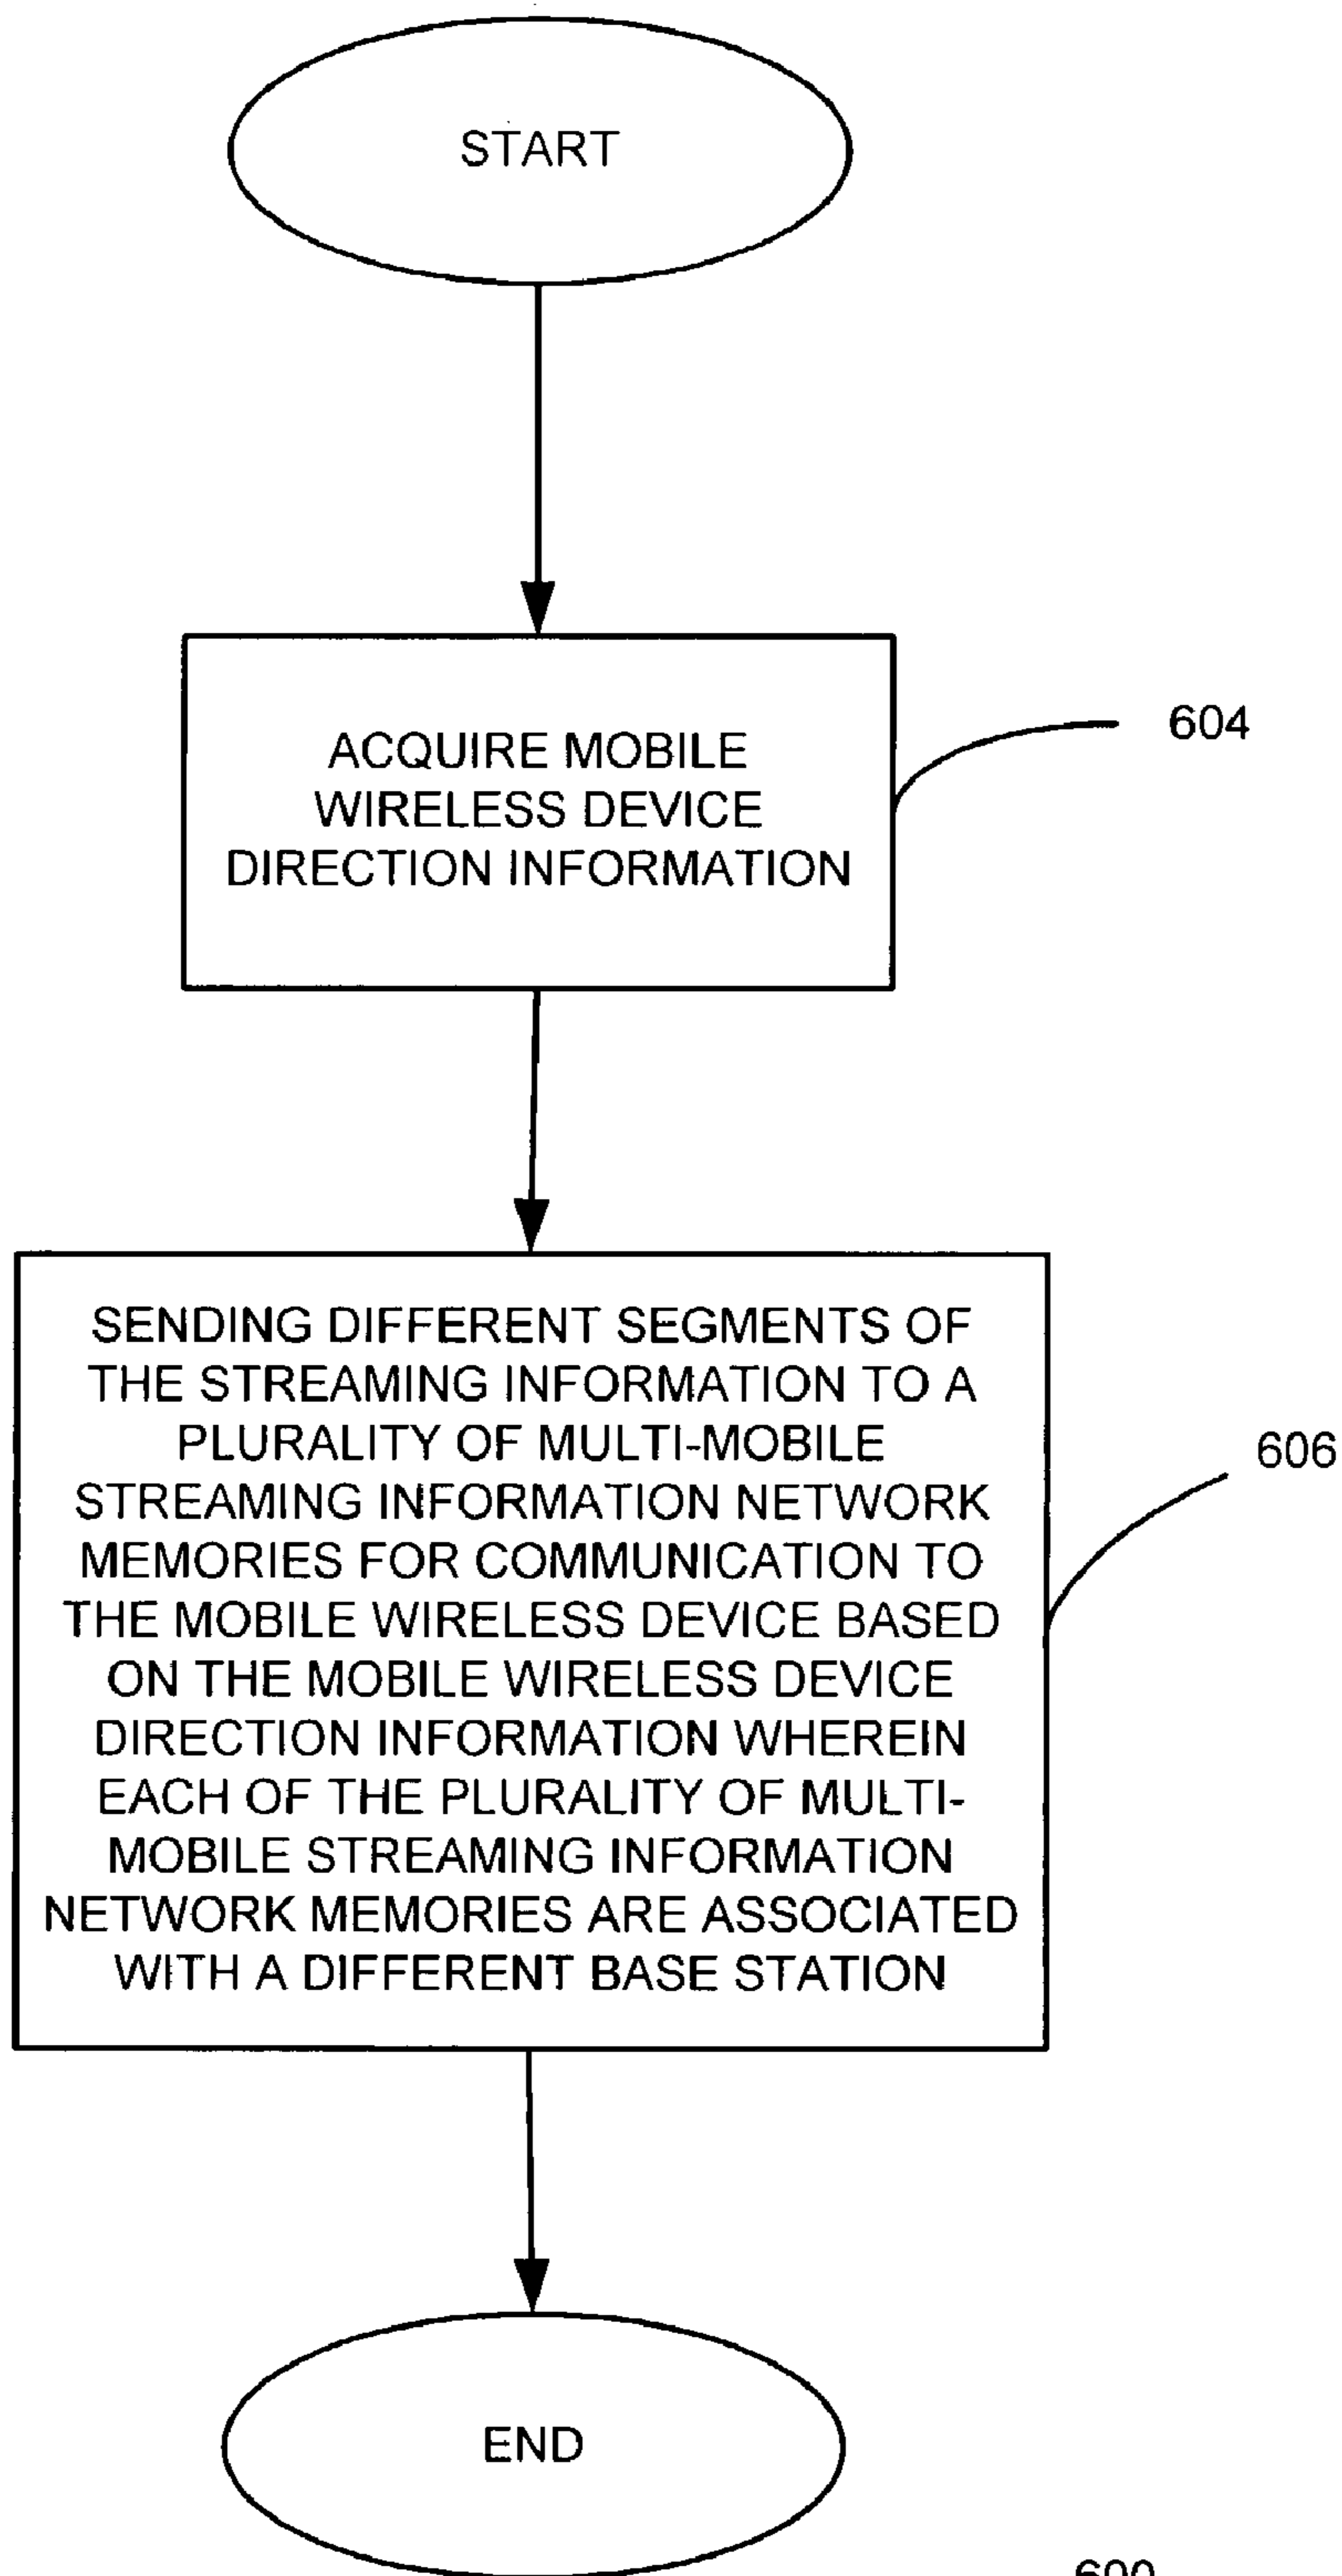 START
ACQUIRE MOBILE
WIRELESS DEVICE
DIRECTION INFORMATION
604
SENDING DIFFERENT SEGMENTS OF
THE STREAMING INFORMATION TO A
PLURALITY OF MULTI-MOBILE
STREAMING INFORMATION NETWORK
MEMORIES FOR COMMUNICATION TO
THE MOBILE WIRELESS DEVICE BASED
ON THE MOBILE WIRELESS DEVICE
DIRECTION INFORMATION WHEREIN
EACH OF THE PLURALITY OF MULTI-
MOBILE STREAMING INFORMATION
NETWORK MEMORIES ARE ASSOCIATED
WITH A DIFFERENT BASE STATION
606
END